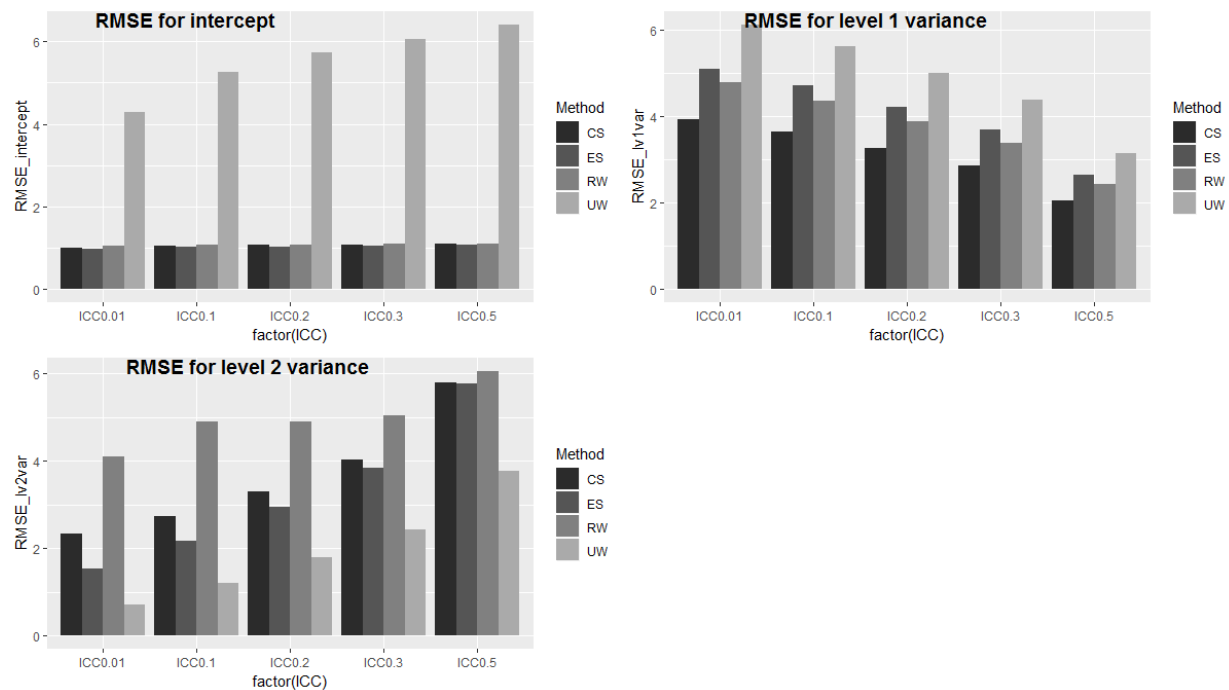 RMSE for intercept
RMSE_intercept
6
4
2
0
ICC0.01 ICC0.1 ICC0.2 ICC0.3 ICC0.5
factor(ICC)
Method
CS
ES
RW
UW
RMSE for level 1 variance
RMSE_lv1var
6
4
2
0
ICC0.01 ICC0.1 ICC0.2 ICC0.3 ICC0.5
factor(ICC)
Method
CS
ES
RW
UW
RMSE for level 2 variance
RMSE_lv2var
6
4
2
0
ICC0.01 ICC0.1 ICC0.2 ICC0.3 ICC0.5
factor(ICC)
Method
CS
ES
RW
UW